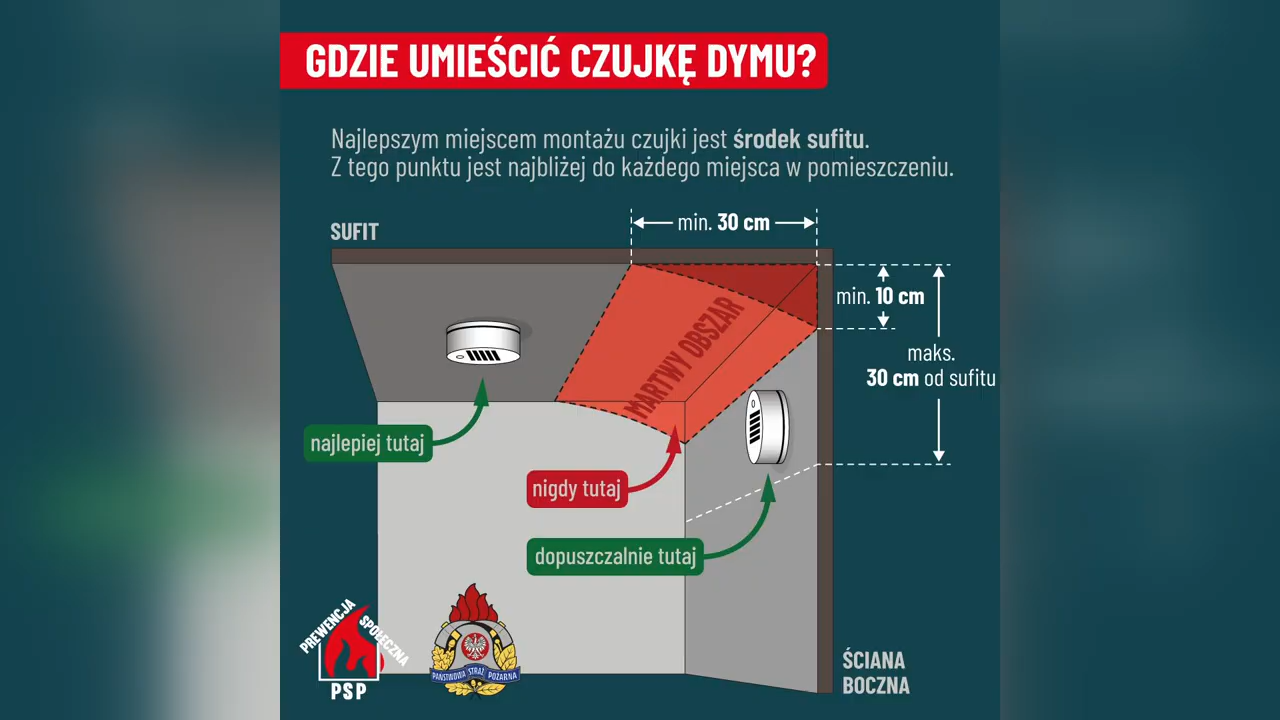 GDZIE UMIEŚCIĆ CZUJKĘ DYMU?
Najlepszym miejscem montażu czujki jest środek sufitu.
Z tego punktu jest najbliżej do każdego miejsca w pomieszczeniu.
SUFIT
min. 30 cm
min. 10 cm
maks.
30 cm od sufitu
MARTWY OBSZAR
najlepiej tutaj
nigdy tutaj
dopuszczalnie tutaj
PREWENCJA
SPOŁECZNA
PSP
PAŃSTWOWA STRAŻ POŻARNA
ŚCIANA
BOCZNA